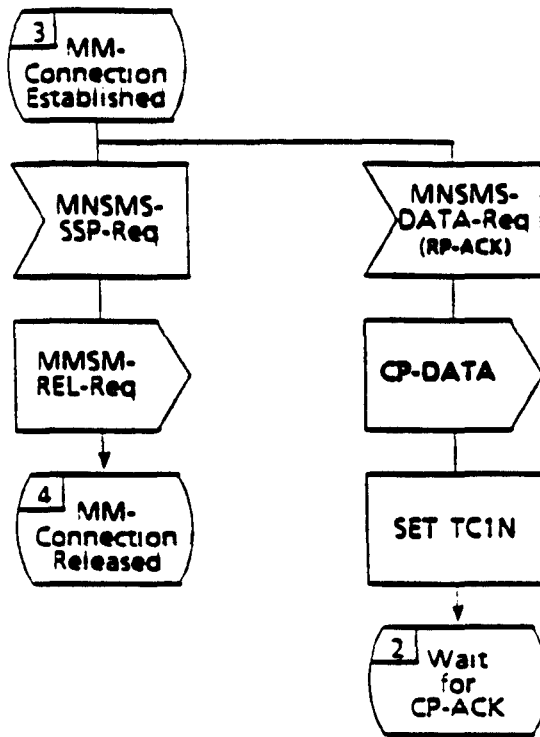 3
MM-
Connection
Established
MNSMS-
SSP-Req
MMSM-
REL-Req
4
MM-
Connection
Released
MNSMS-
DATA-Req
(RP-ACK)
CP-DATA
SET TC1N
2
Wait
for
CP-ACK